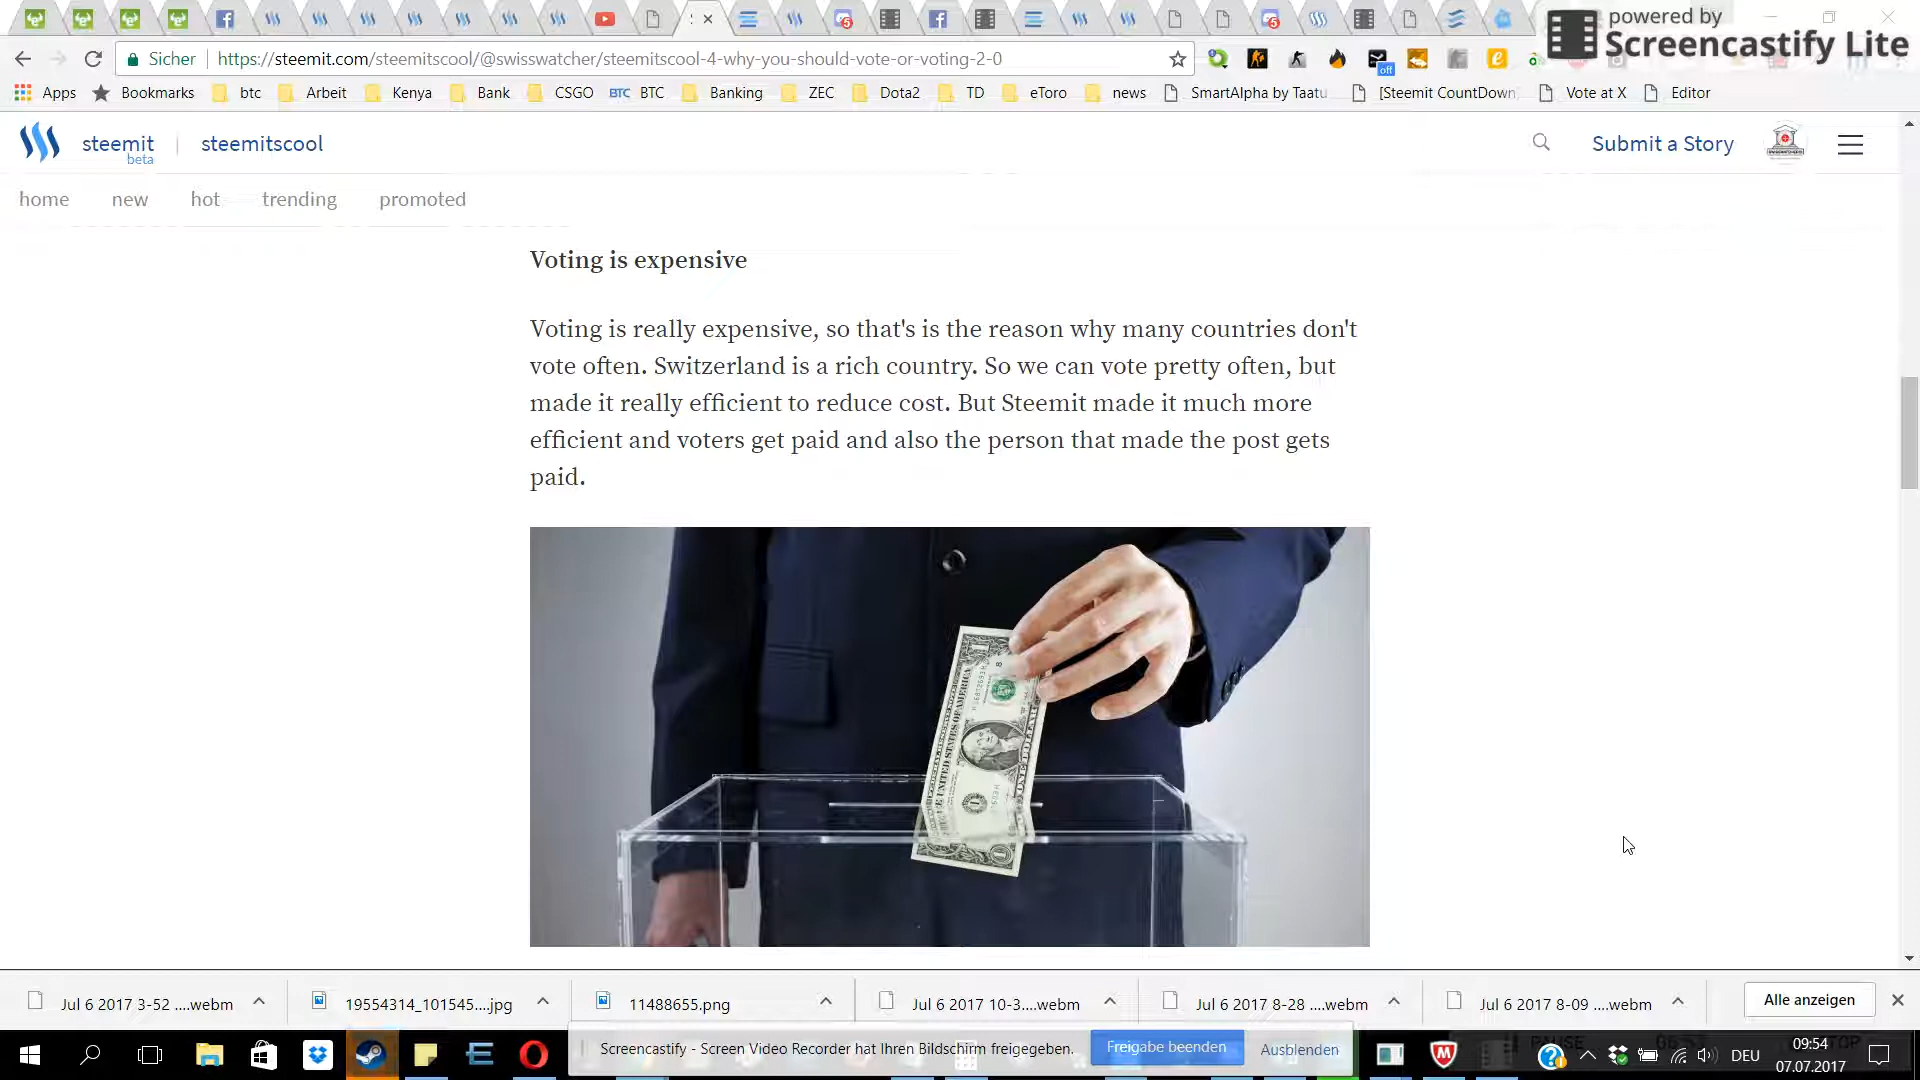 powered by
Screencastify Lite
Sicher
https://steemit.com/steemitscool/@swisswatcher/steemitscool-4-why-you-should-vote-or-voting-2-0
off
Apps
Bookmarks
btc
Arbeit
Kenya
Bank
CSGO
BTC BTC
Banking
ZEC
Dota2
TD
eToro
news
SmartAlpha by Taatu
[Steemit CountDown
Vote at X
Editor
steemit
beta
steemitscool
Submit a Story
home
new
hot
trending
promoted
Voting is expensive
Voting is really expensive, so that's is the reason why many countries don't
vote often. Switzerland is a rich country. So we can vote pretty often, but
made it really efficient to reduce cost. But Steemit made it much more
efficient and voters get paid and also the person that made the post gets
paid.
Jul 6 2017 3-52 ....webm
19554314_101545....jpg
11488655.png
Jul 6 2017 10-3....webm
Jul 6 2017 8-28 ....webm
Jul 6 2017 8-09 ....webm
Alle anzeigen
Screencastify - Screen Video Recorder hat Ihren Bildschirm freigegeben.
Freigabe beenden
Ausblenden
DEU
09:54
07.07.2017